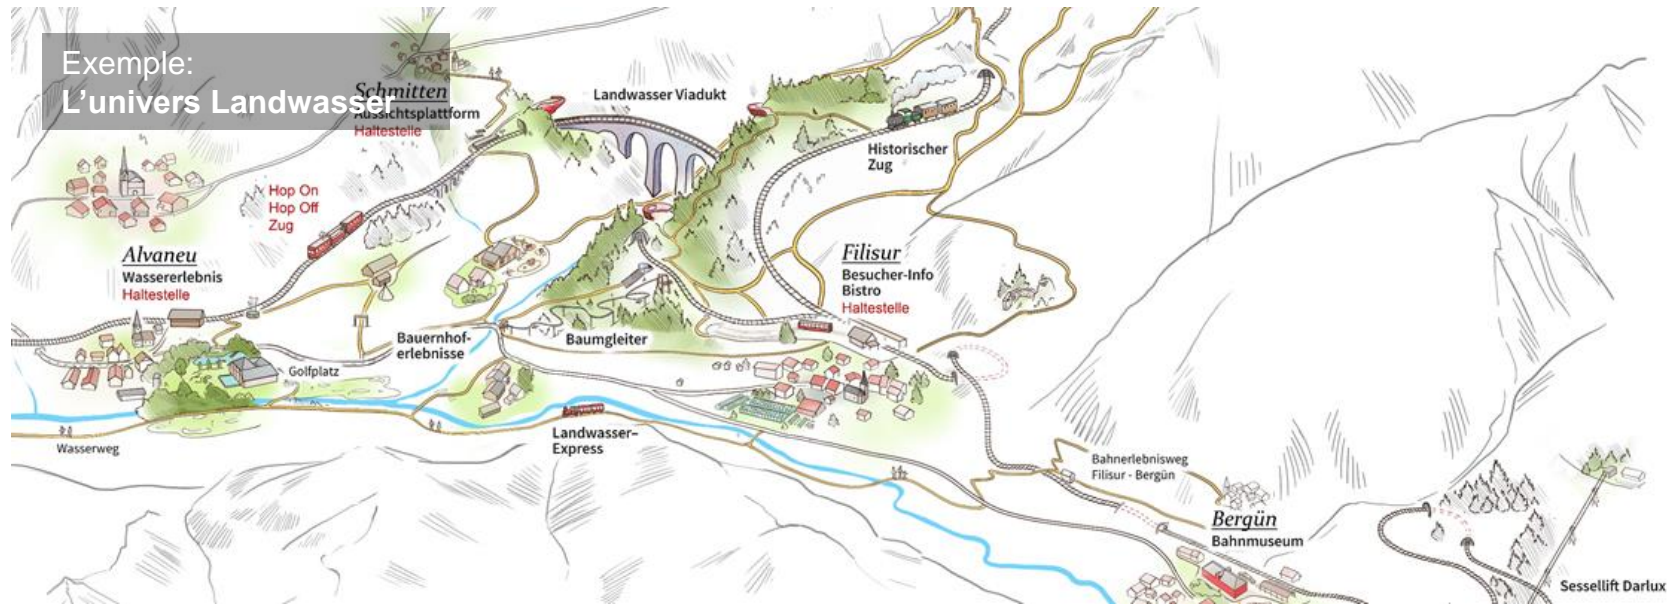 Exemple:
L'univers Landwasser
Schmitten
Aussichtsplattform
Haltestelle
Landwasser Viadukt
Historischer
Zug
Hop On
Hop Off
Zug
Alvaneu
Wassererlebnis
Haltestelle
Filisur
Besucher-Info
Bistro
Haltestelle
Bauernhof-
erlebnisse
Baumgleiter
Golfplatz
Wasserweg
Landwasser-
Express
Bahnerlebnisweg
Filisur - Bergün
Bergün
Bahnmuseum
Sessellift Darlux